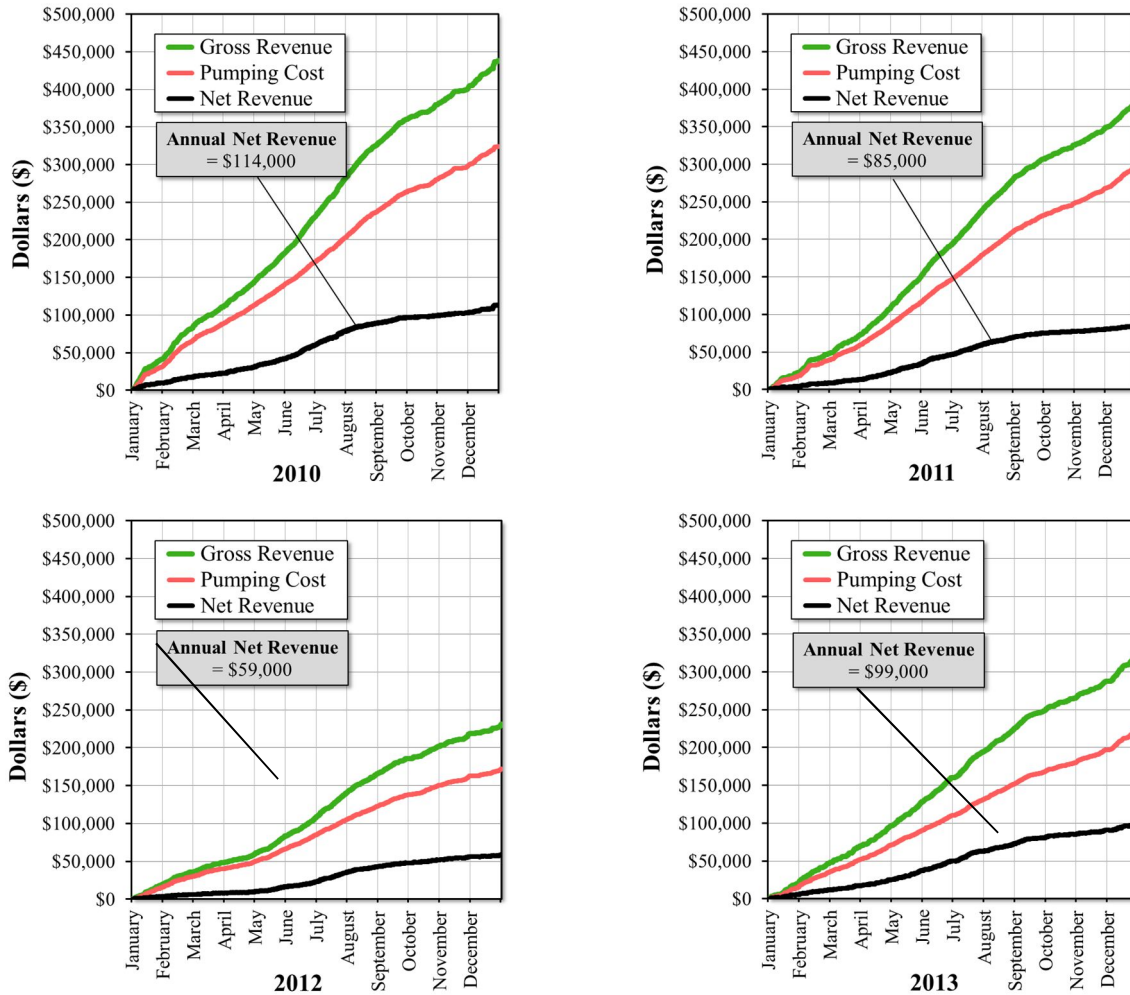 $500,000
$450,000
$400,000
$350,000
$300,000
$250,000
$200,000
$150,000
$100,000
$50,000
$0
Dollars ($)
Gross Revenue
Pumping Cost
Net Revenue
Annual Net Revenue
= $114,000
January
February
March
April
May
June
July
August
September
October
November
December
2010
$500,000
$450,000
$400,000
$350,000
$300,000
$250,000
$200,000
$150,000
$100,000
$50,000
$0
Dollars ($)
Gross Revenue
Pumping Cost
Net Revenue
Annual Net Revenue
= $85,000
January
February
March
April
May
June
July
August
September
October
November
December
2011
$500,000
$450,000
$400,000
$350,000
$300,000
$250,000
$200,000
$150,000
$100,000
$50,000
$0
Dollars ($)
Gross Revenue
Pumping Cost
Net Revenue
Annual Net Revenue
= $59,000
January
February
March
April
May
June
July
August
September
October
November
December
2012
$500,000
$450,000
$400,000
$350,000
$300,000
$250,000
$200,000
$150,000
$100,000
$50,000
$0
Dollars ($)
Gross Revenue
Pumping Cost
Net Revenue
Annual Net Revenue
= $99,000
January
February
March
April
May
June
July
August
September
October
November
December
2013